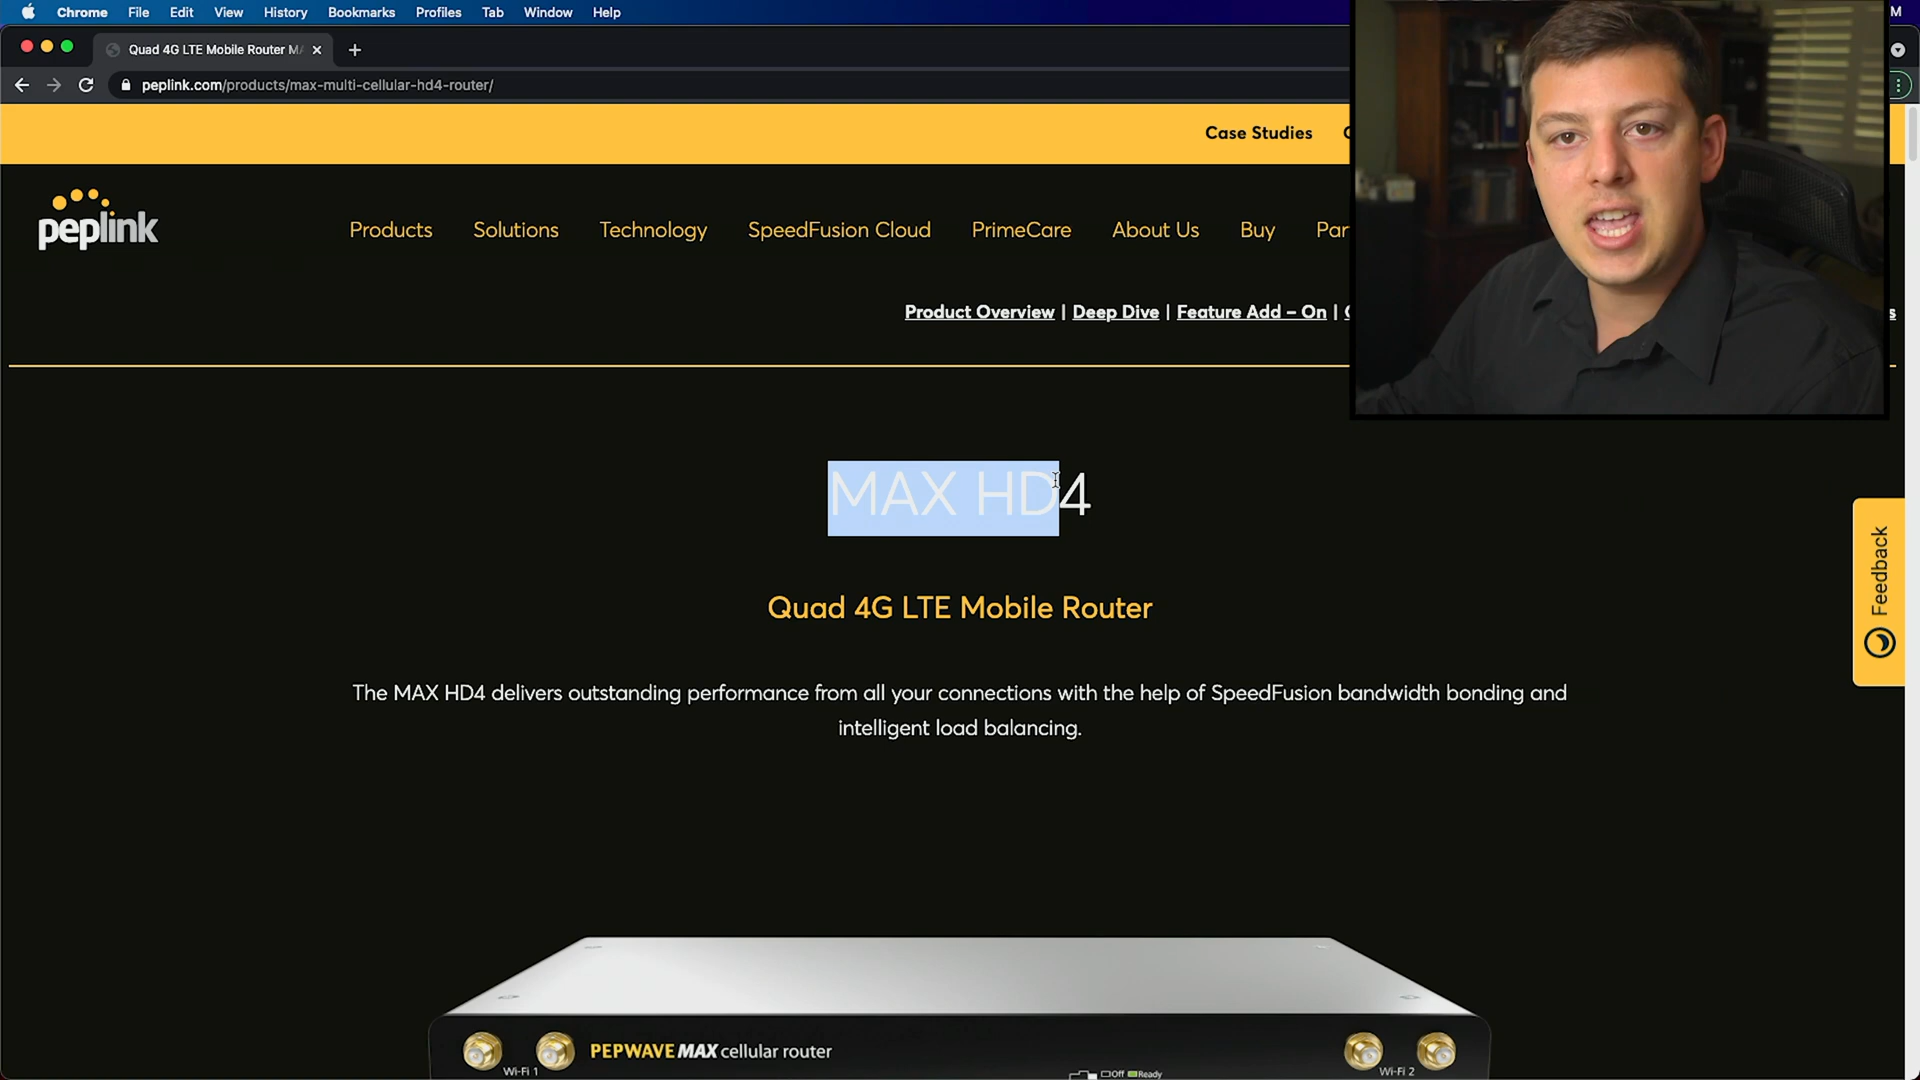 Chrome File Edit View History Bookmarks Profiles Tab Window Help
M
Quad 4G LTE Mobile Router MA
peplink.com/products/max-multi-cellular-hd4-router/
Case Studies
peplink
Products Solutions Technology SpeedFusion Cloud PrimeCare About Us Buy Par
Product Overview | Deep Dive | Feature Add – On |
s
MAX HD4
Quad 4G LTE Mobile Router
The MAX HD4 delivers outstanding performance from all your connections with the help of SpeedFusion bandwidth bonding and
intelligent load balancing.
Feedback
PEPWAVE MAX cellular router
Wi-Fi 1
Wi-Fi 2
Off Ready